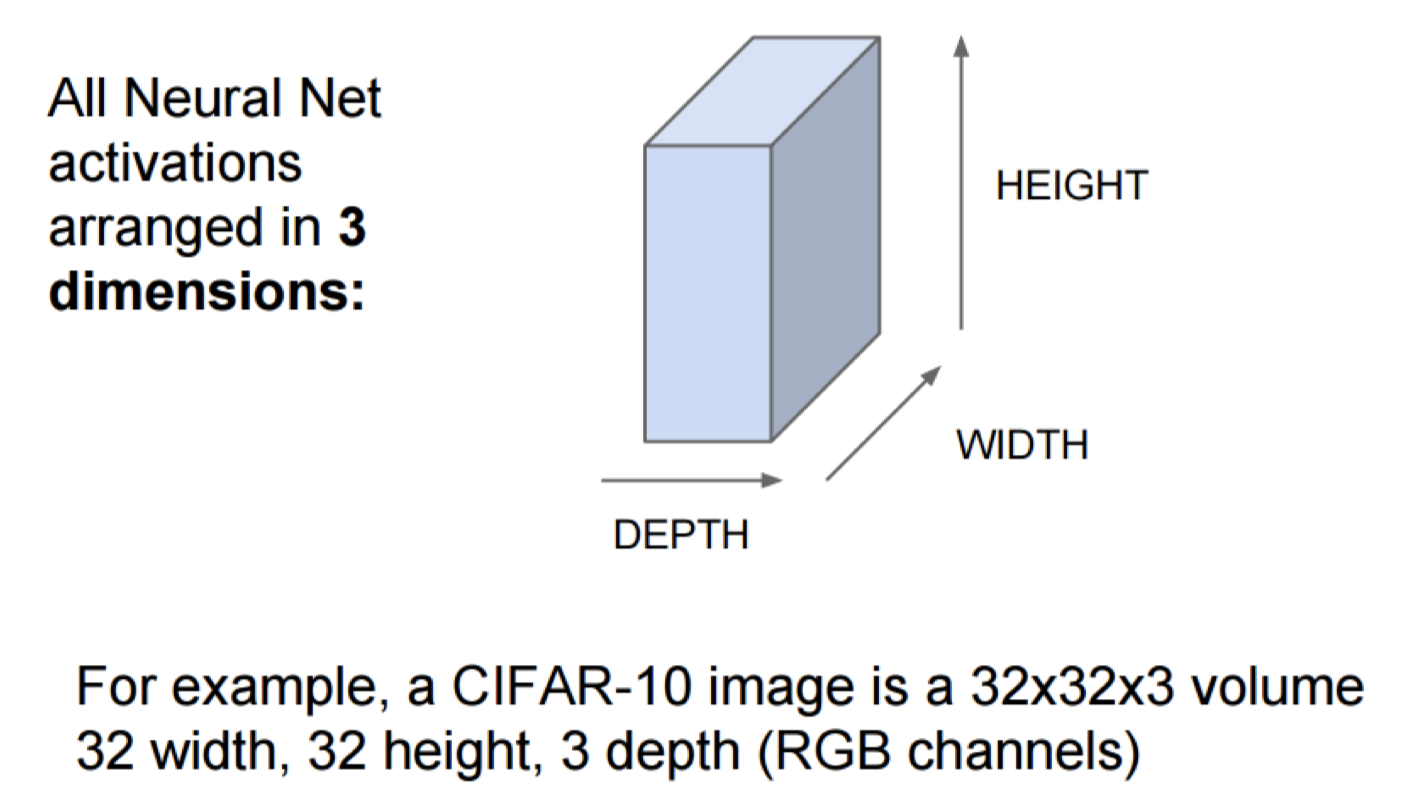 All Neural Net
activations
arranged in 3
dimensions:
HEIGHT
WIDTH
DEPTH
For example, a CIFAR-10 image is a 32x32x3 volume
32 width, 32 height, 3 depth (RGB channels)